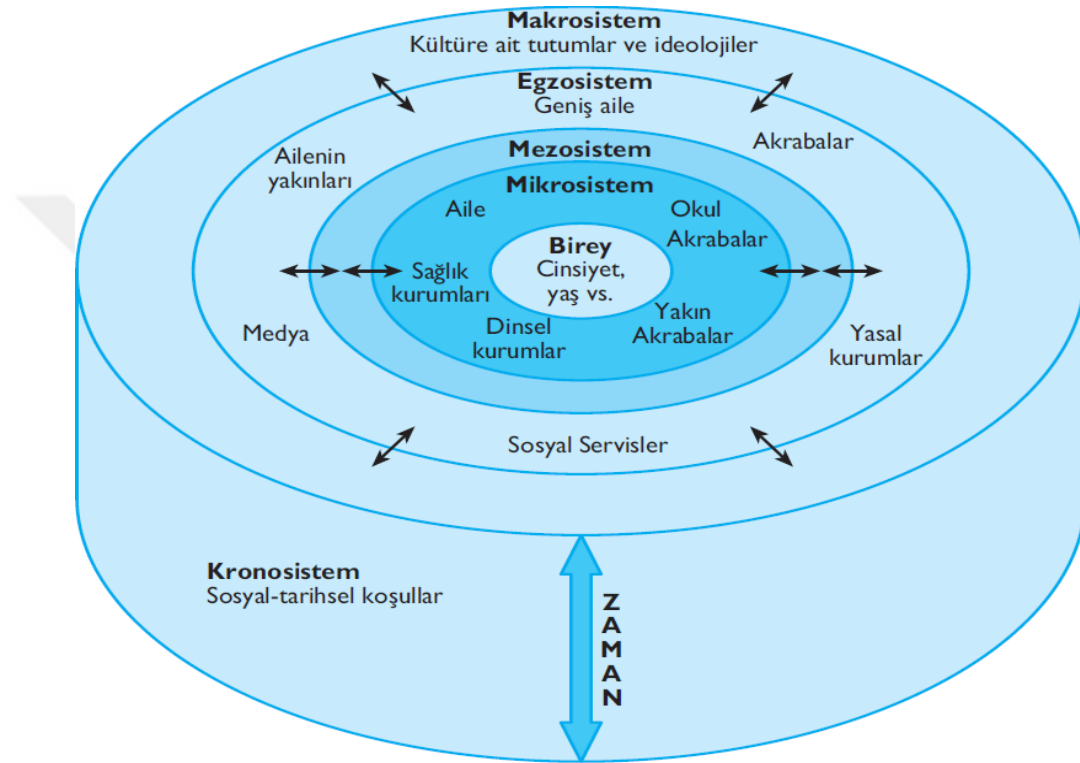 Makrosistem
Kültüre ait tutumlar ve ideolojiler
Egzosistem
Geniş aile
Ailenin
yakınları
Akrabalar
Mezosistem
Mikrosistem
Aile
Okul
Akrabalar
Birey
Cinsiyet,
yaş vs.
Sağlık
kurumları
Dinsel
kurumlar
Yakın
Akrabalar
Medya
Yasal
kurumlar
Sosyal Servisler
Kronosistem
Sosyal-tarihsel koşullar
Z
A
M
A
N